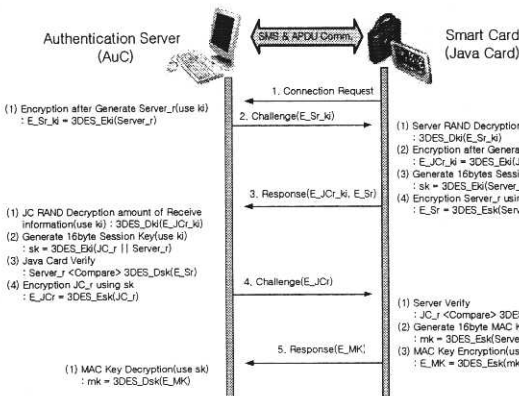 Authentication Server
(AuC)
SMS & APDU Comm.
Smart Card
(Java Card)
1. Connection Request
(1) Encryption after Generate Server_r(use ki)
: E_Sr_ki = 3DES_Eki(Server_r)
2. Challenge(E_Sr_ki)
(1) Server RAND Decryption
: 3DES_Dki(E_Sr_ki)
(2) Encryption after Genera
: E_JCr_ki = 3DES_Eki(J
(3) Generate 16bytes Sessi
: sk = 3DES_Eki(Server_
(4) Encryption Server_r usin
: E_Sr = 3DES_Esk(Serv
3. Response(E_JCr_ki, E_Sr)
(1) JC RAND Decryption amount of Receive
information(use ki) : 3DES_Dki(E_JCr_ki)
(2) Generate 16byte Session Key(use ki)
: sk = 3DES_Eki(JC_r || Server_r)
(3) Java Card Verify
: Server_r <Compare> 3DES_Dsk(E_Sr)
(4) Encryption JC_r using sk
: E_JCr = 3DES_Esk(JC_r)
4. Challenge(E_JCr)
(1) Server Verify
: JC_r <Compare> 3DE
(2) Generate 16byte MAC K
: mk = 3DES_Esk(Serve
(3) MAC Key Encryption(us
: E_MK = 3DES_Esk(mk
5. Response(E_MK)
(1) MAC Key Decryption(use sk)
: mk = 3DES_Dsk(E_MK)